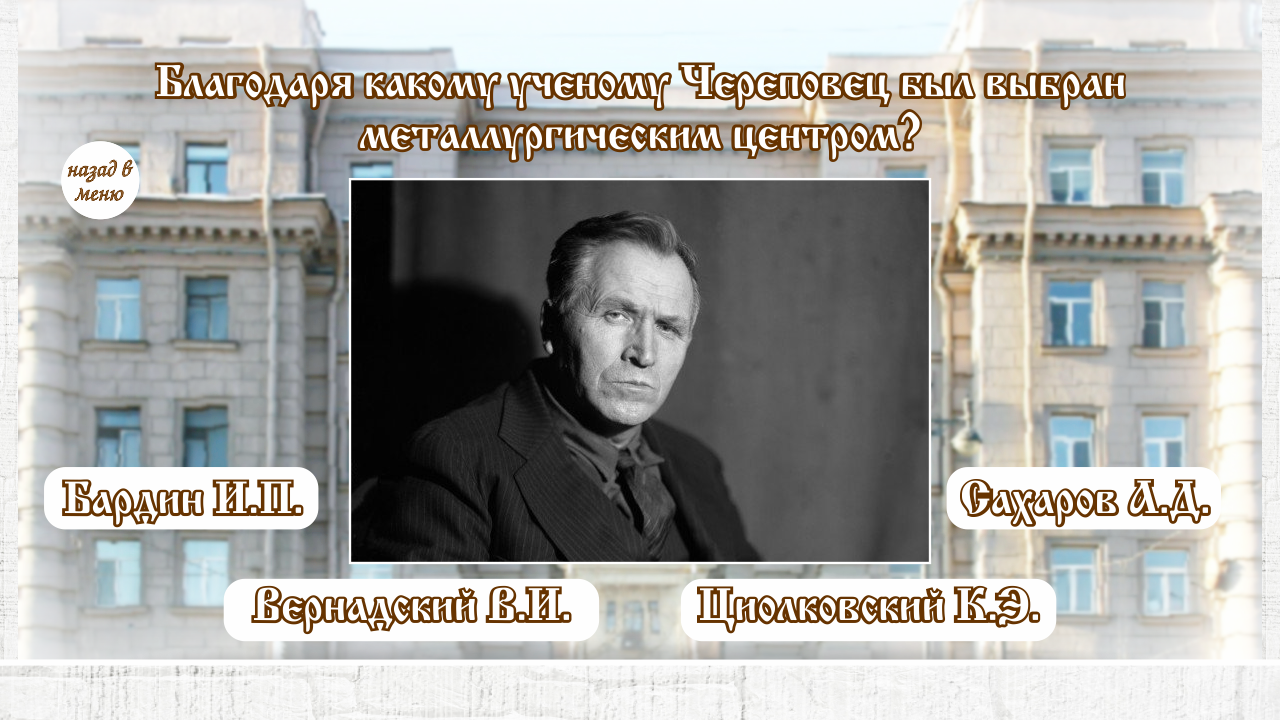 Благодаря какому ученому Череповец был выбран
металлургическим центром?
назад в
меню
Бардин И.П.
Сахаров А.Д.
Вернадский В.И.
Циолковский К.Э.